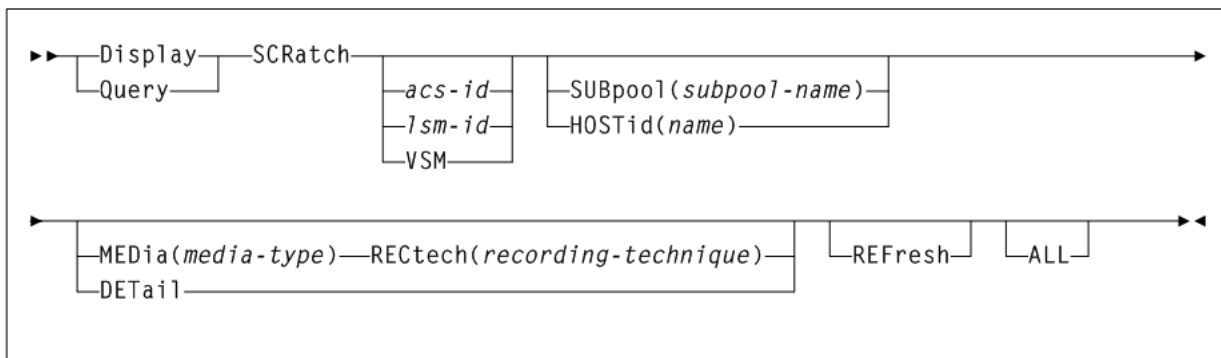 Display SCRatch
Query acs-id SUBpool(subpool-name)
lsm-id HOSTid(name)
VSM
MEDia(media-type) RECtech(recording-technique) REFresh ALL
DETail